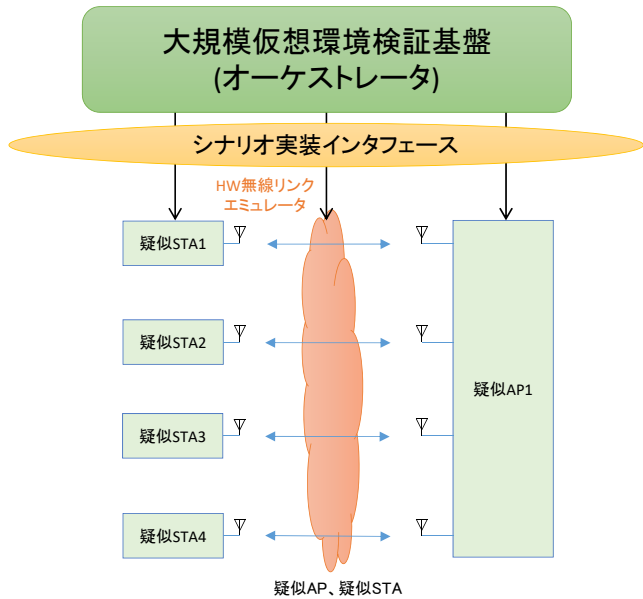 大規模仮想環境検証基盤
(オーケストレータ)
シナリオ実装インタフェース
HW無線リンク
エミュレータ
疑似STA1
疑似STA2
疑似STA3
疑似STA4
疑似AP1
疑似AP、疑似STA